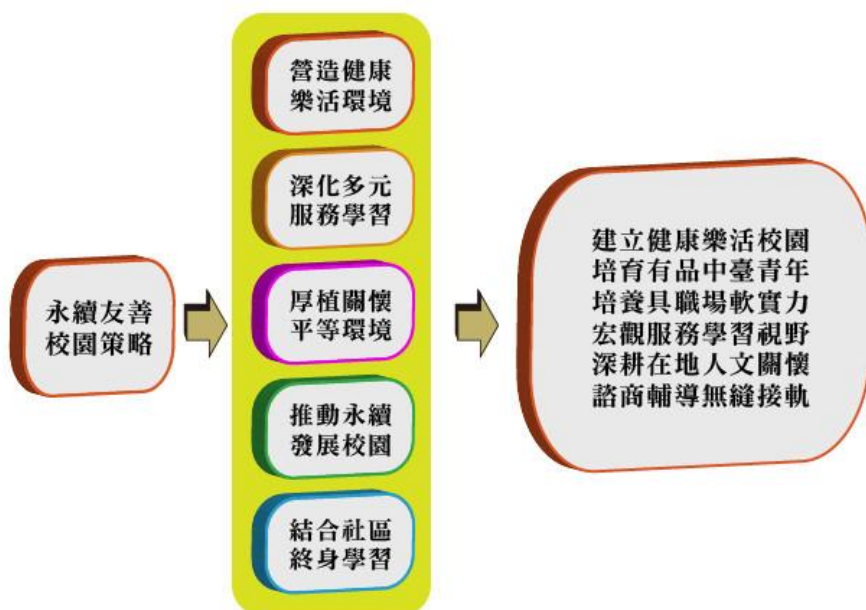 永續友善
校園策略
營造健康
樂活環境
深化多元
服務學習
厚植關懷
平等環境
推動永續
發展校園
結合社區
終身學習
建立健康樂活校園
培育有品中臺青年
培養具職場軟實力
宏觀服務學習視野
深耕在地人文關懷
諮商輔導無縫接軌